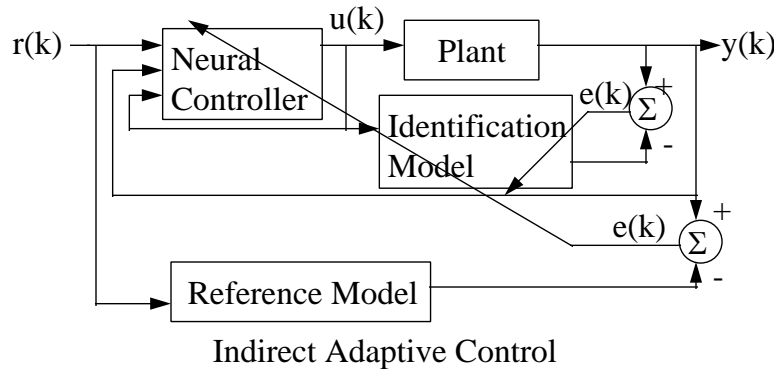 u(k)
r(k)
Neural
Controller
Plant
y(k)
e(k)
Σ
+
-
Identification
Model
+
e(k)
Σ
-
Reference Model
Indirect Adaptive Control